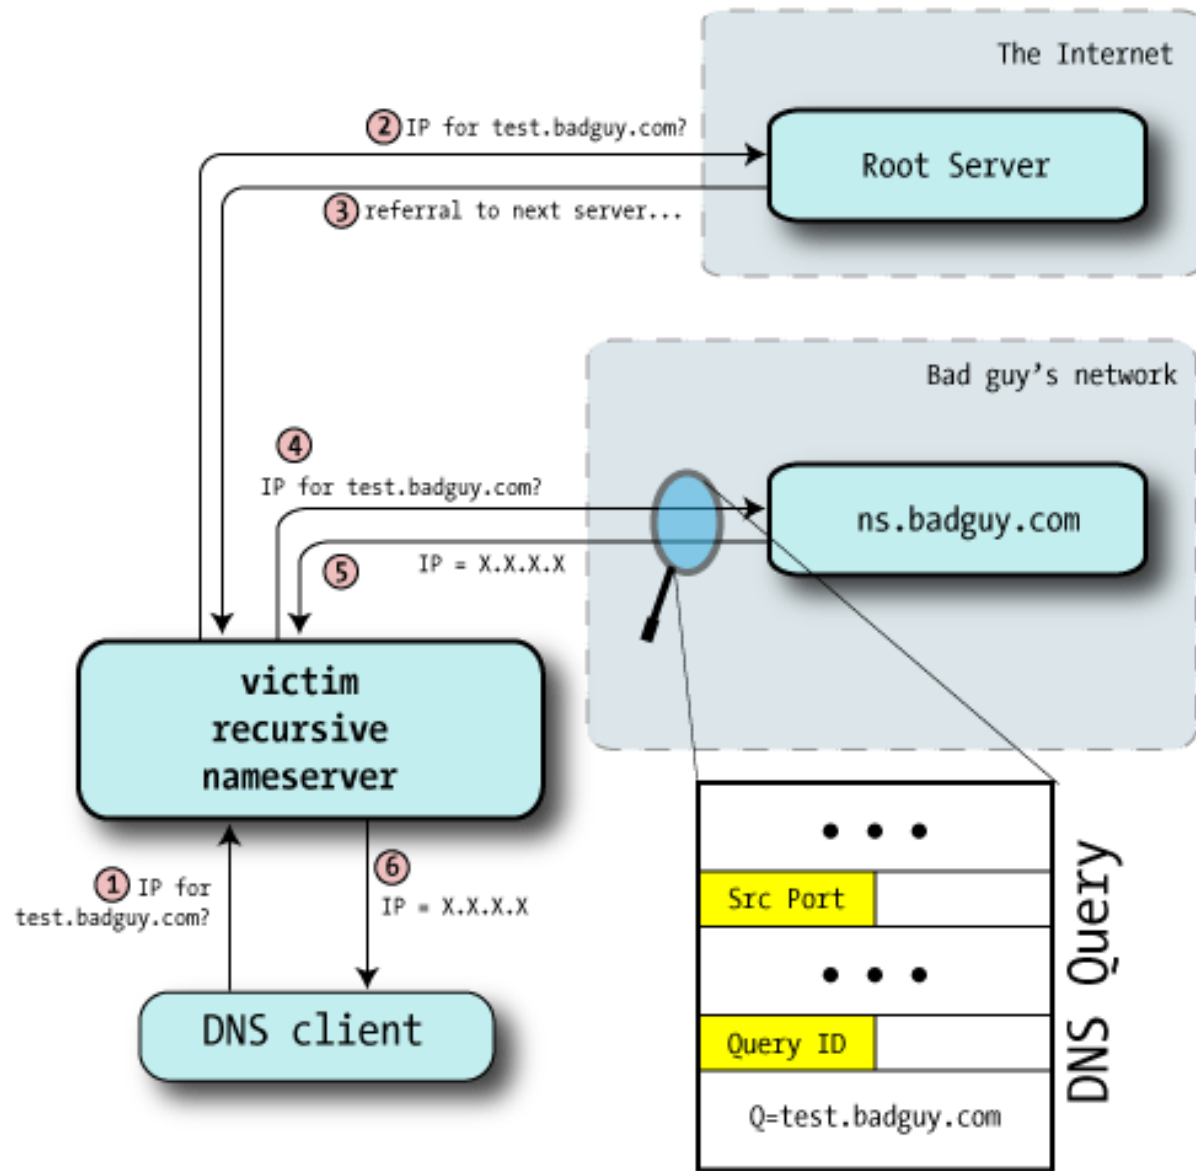 The Internet
2 IP for test.badguy.com?
Root Server
3 referral to next server...
Bad guy's network
4
IP for test.badguy.com?
ns.badguy.com
5 IP = X.X.X.X
victim
recursive
nameserver
1 IP for
test.badguy.com?
6
IP = X.X.X.X
DNS client
Src Port
Query ID
Q=test.badguy.com
DNS Query